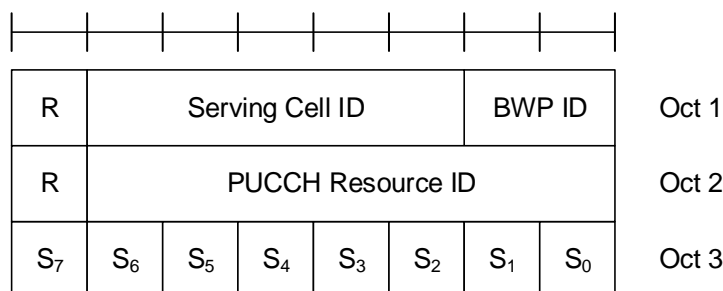 R Serving Cell ID BWP ID Oct 1
R PUCCH Resource ID Oct 2
S₇ S₆ S₅ S₄ S₃ S₂ S₁ S₀ Oct 3